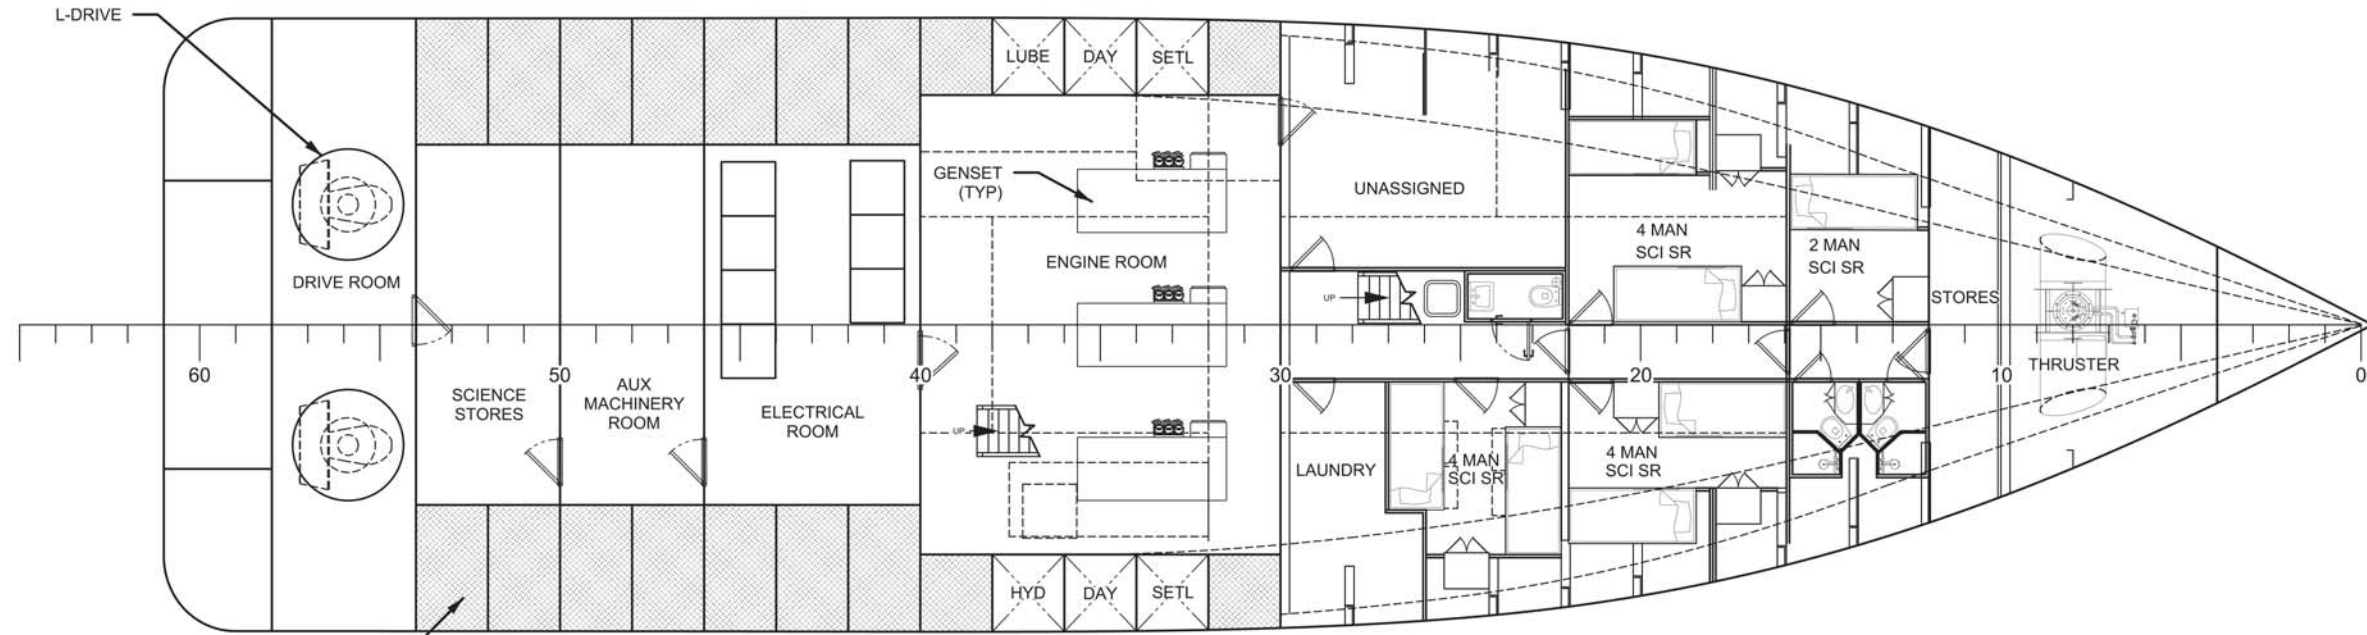 L-DRIVE
LUBE
DAY
SETL
GENSET
(TYP)
UNASSIGNED
4 MAN
SCI SR
2 MAN
SCI SR
ENGINE ROOM
DRIVE ROOM
UP
STORES
THRUSTER
60
50
40
30
20
10
0
SCIENCE
STORES
AUX
MACHINERY
ROOM
ELECTRICAL
ROOM
UP
LAUNDRY
4 MAN
SCI SR
4 MAN
SCI SR
HYD
DAY
SETL